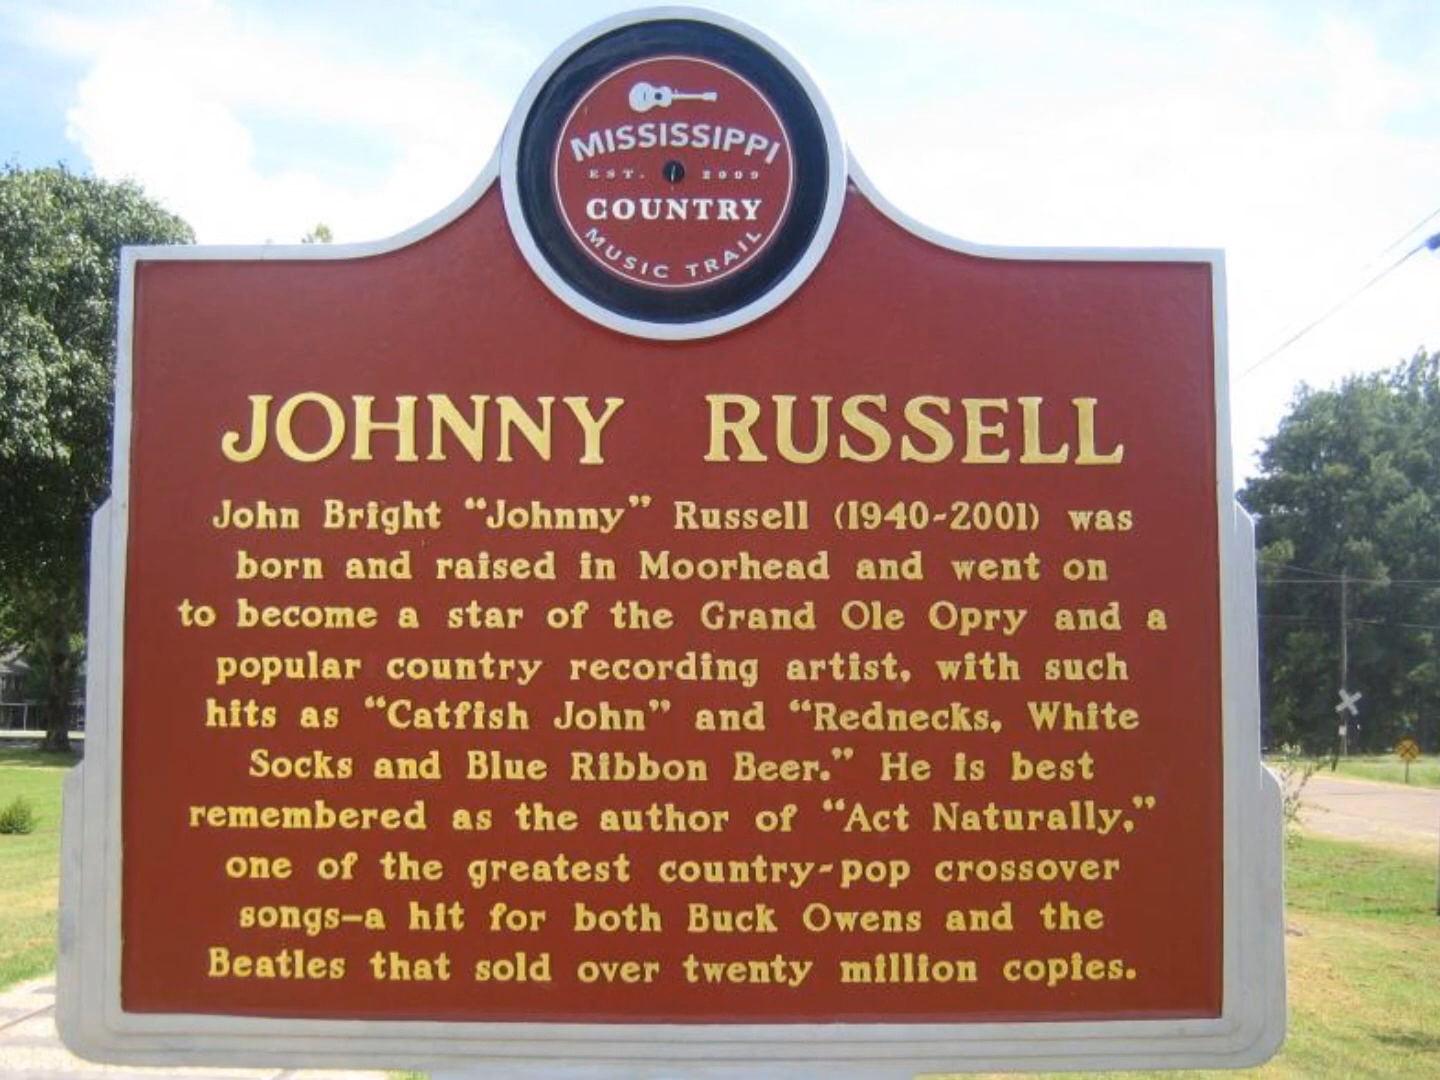 MISSISSIPPI
EST. 2009
COUNTRY
MUSIC TRAIL
JOHNNY RUSSELL
John Bright “Johnny” Russell (1940-2001) was
born and raised in Moorhead and went on
to become a star of the Grand Ole Opry and a
popular country recording artist, with such
hits as “Catfish John” and “Rednecks, White
Socks and Blue Ribbon Beer.” He is best
remembered as the author of “Act Naturally,”
one of the greatest country-pop crossover
songs—a hit for both Buck Owens and the
Beatles that sold over twenty million copies.